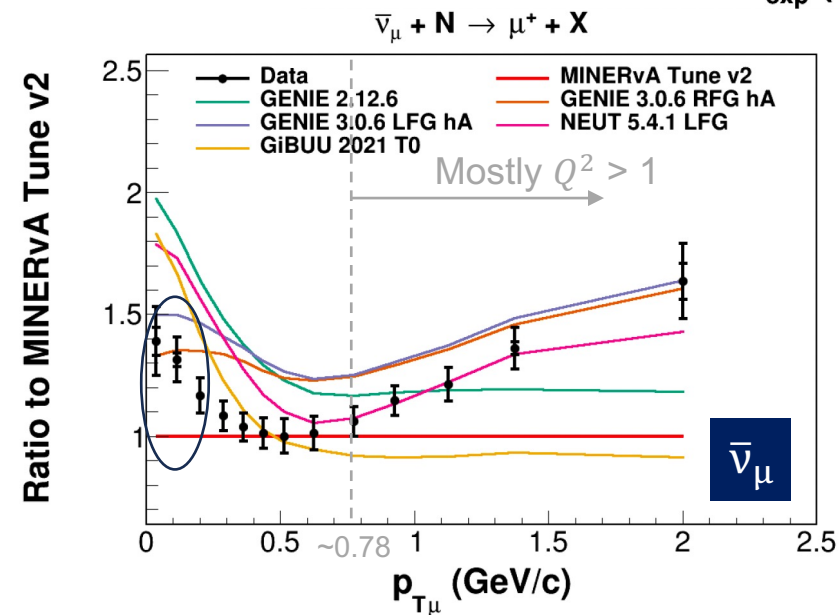 exp
ν̅μ + N → μ⁺ + X
Ratio to MINERvA Tune v2
2.5
2
1.5
1
Data
MINERvA Tune v2
GENIE 2.12.6
GENIE 3.0.6 RFG hA
GENIE 3.0.6 LFG hA
NEUT 5.4.1 LFG
GiBUU 2021 T0
Mostly Q² > 1
ν̅μ
0 0.5 ~0.78 1 1.5 2 2.5
pTμ (GeV/c)